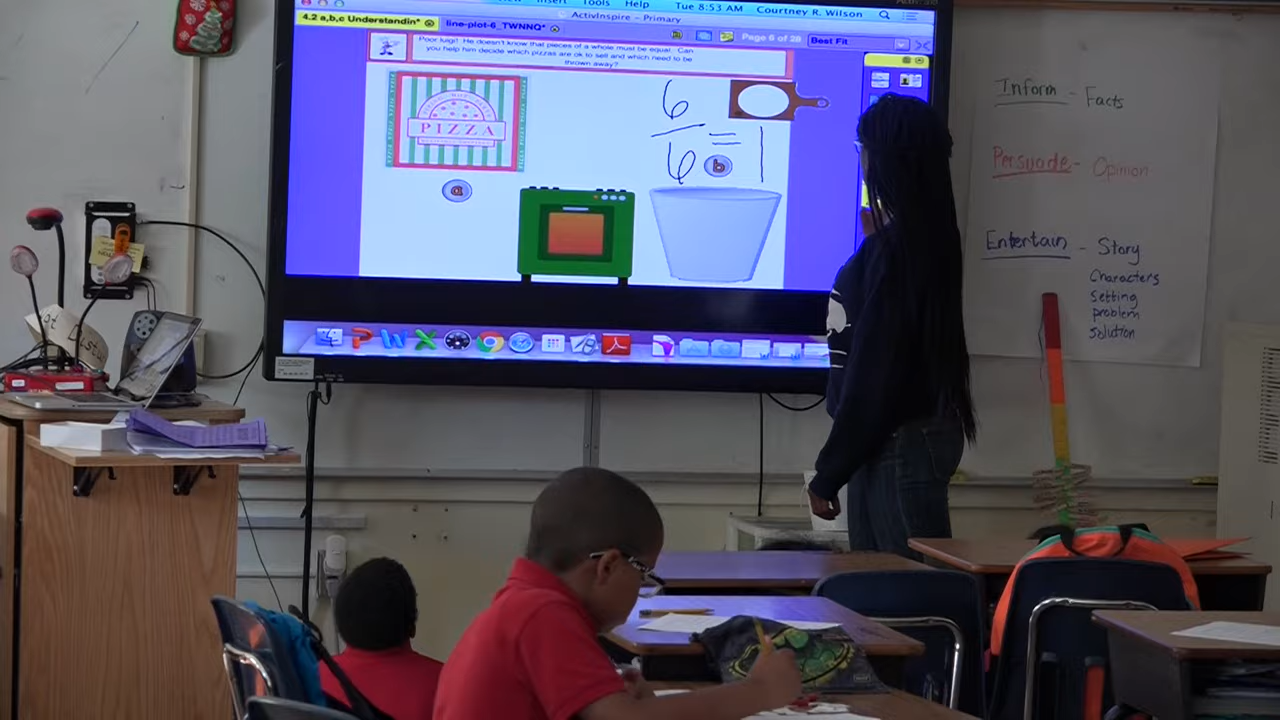 Insert Tools Help
Tue 8:53 AM Courtney R. Wilson
ActivInspire - Primary
4.2 a,b,c Understandin*
line-plot-6_TWNNQ*
Page 6 of 28
Best Fit
Poor luigi! He doesn't know that pieces of a whole must be equal. Can
you help him decide which pizzas are ok to sell and which need to be
thrown away?
PIZZA
6
6
= 1
a
b
P W X
Inform - Facts
Persuade - Opinion
Entertain - Story
Characters
Setting
problem
Solution